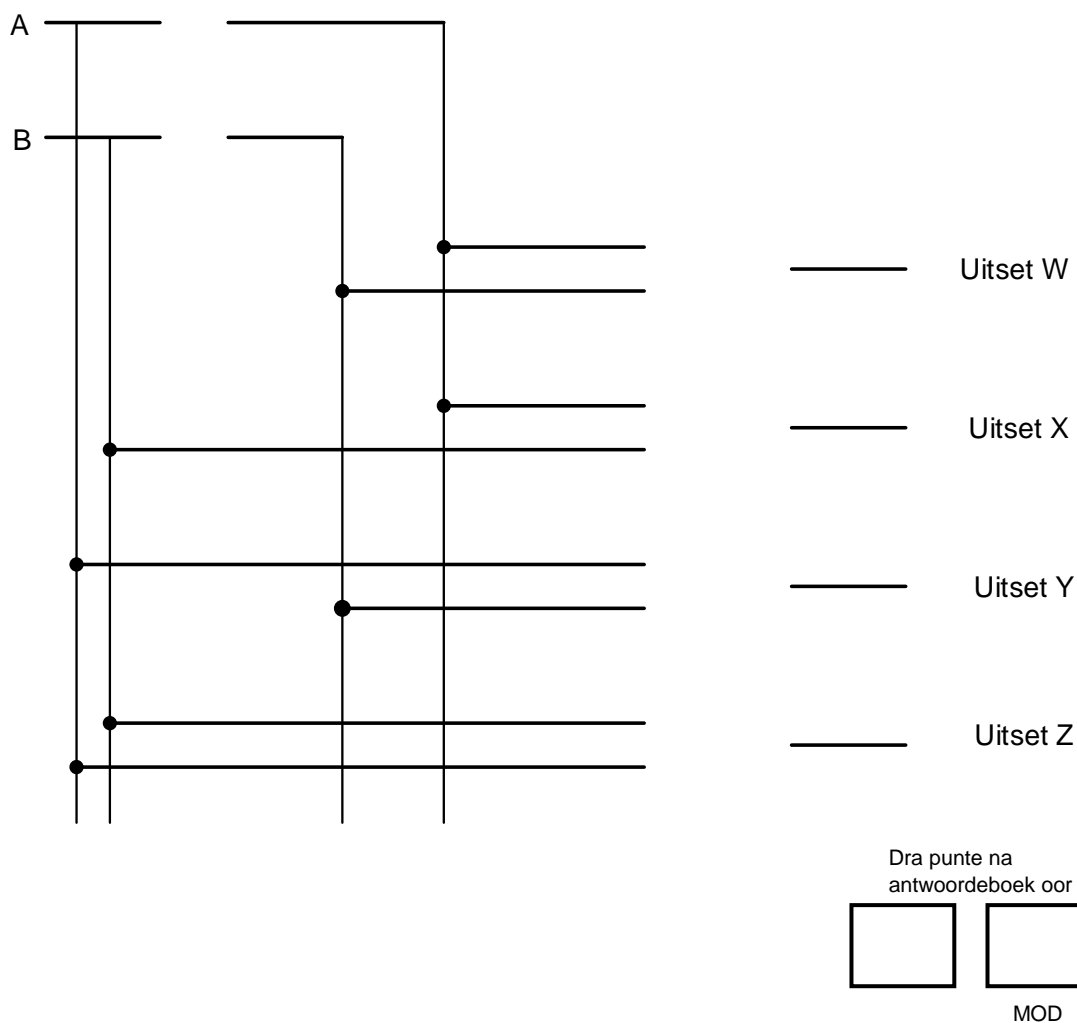 A
B
Uitset W
Uitset X
Uitset Y
Uitset Z
Dra punte na
antwoordeboek oor
MOD